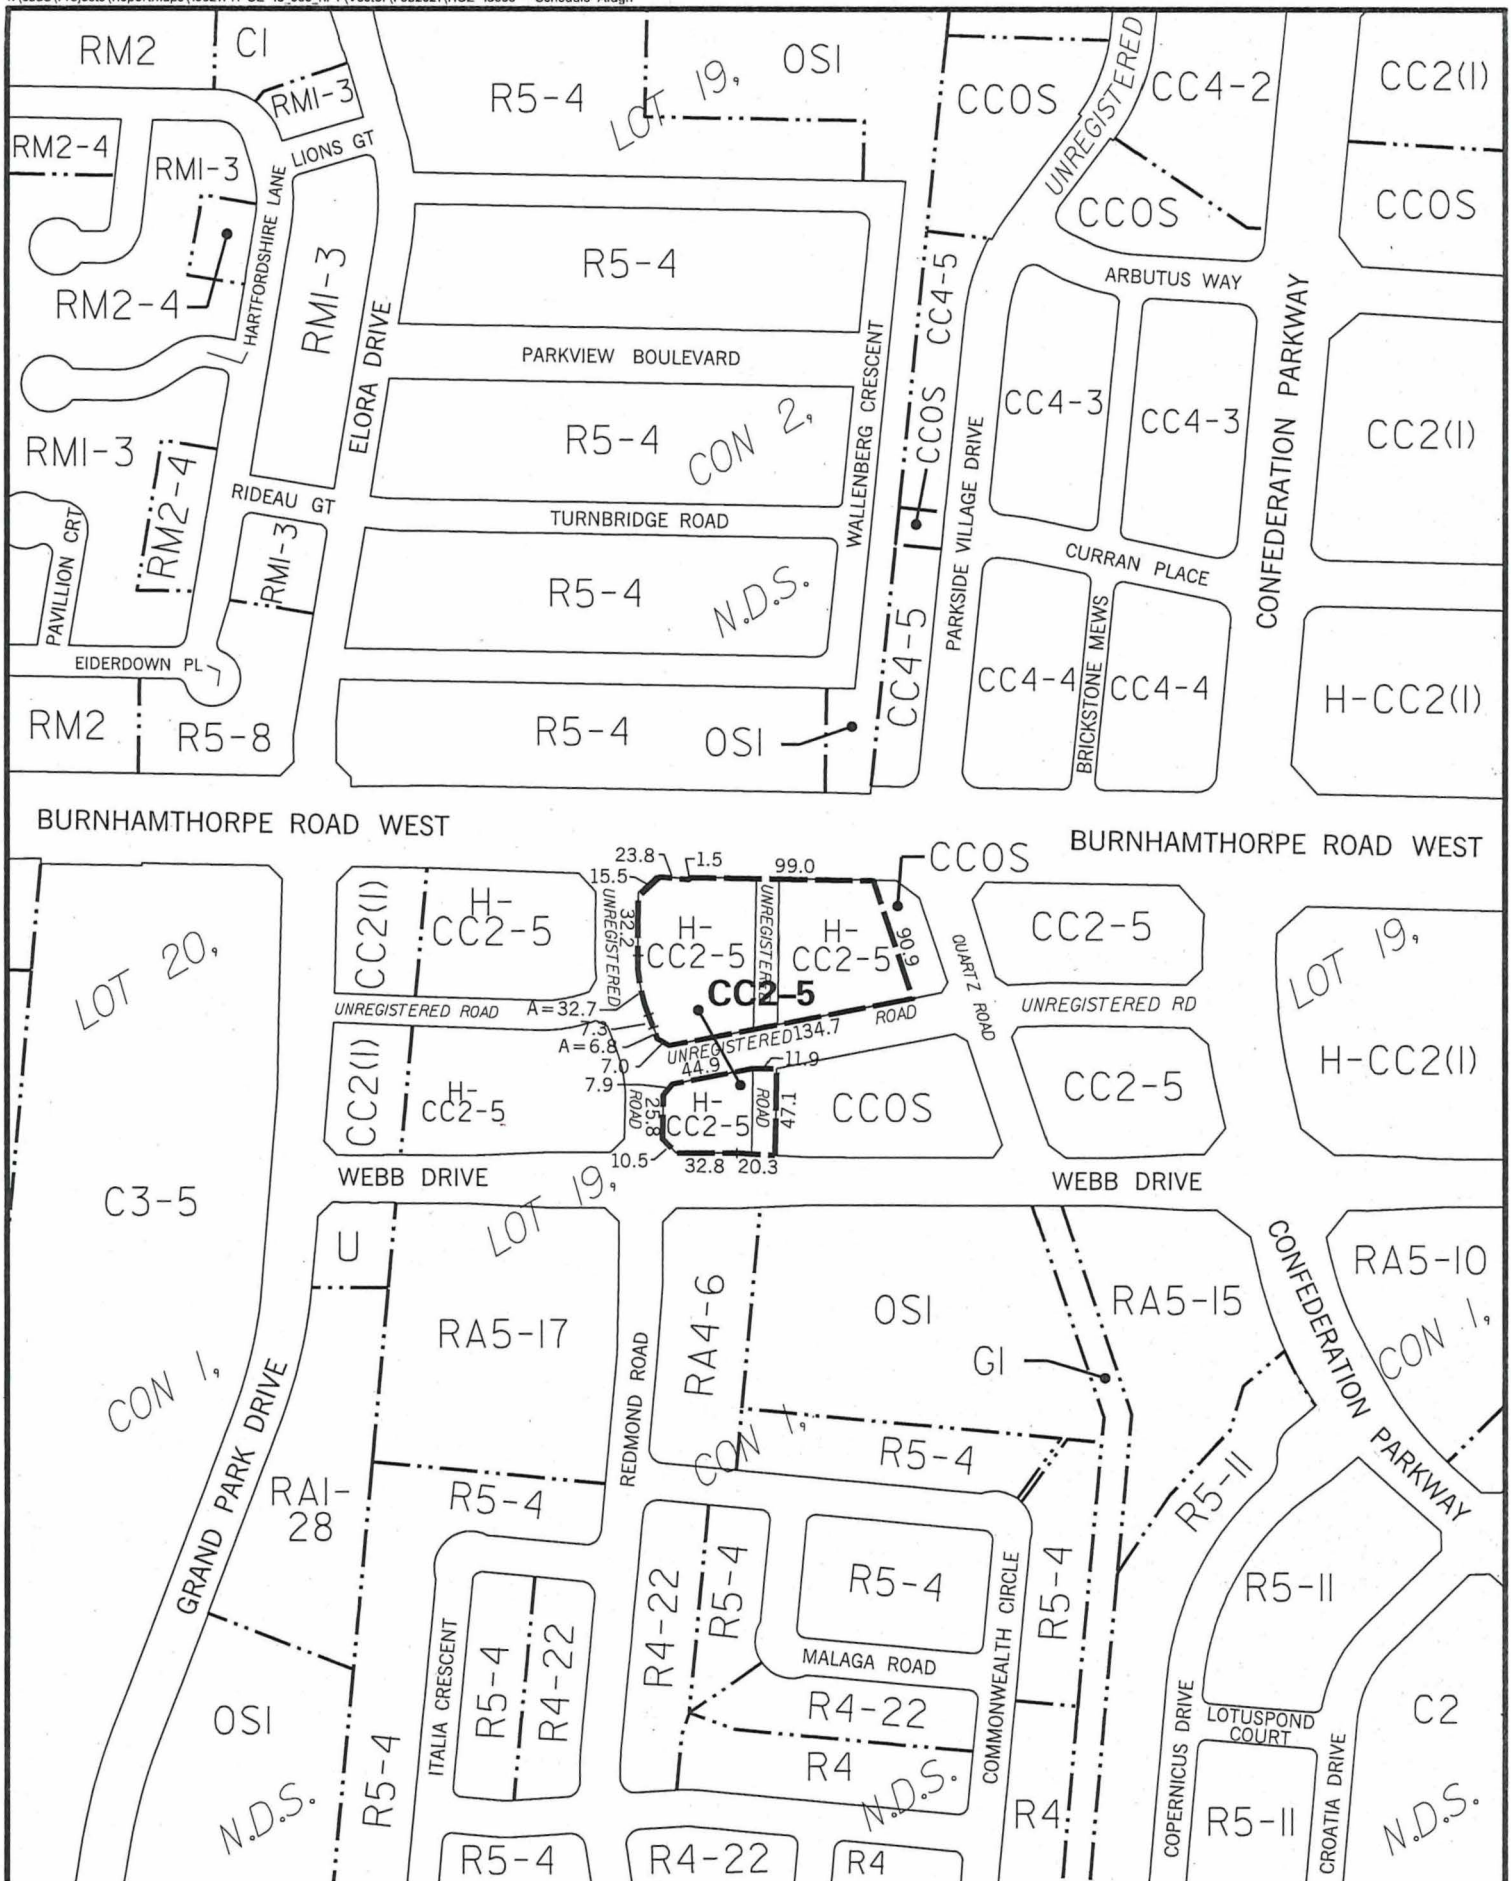 RM2
CI
RMI-3
R5-4
LOT 19,
OSI
CCOS
UNREGISTERED
CC4-2
CC2(I)
RM2-4
RMI-3
LIONS GT
HARTFORDSHIRE LANE
CCOS
CCOS
RM2-4
RMI-3
ELORA DRIVE
R5-4
CC4-5
ARBUTUS WAY
CONFEDERATION PARKWAY
PARKVIEW BOULEVARD
WALLENBERG CRESCENT
CCOS
PARKSIDE VILLAGE DRIVE
CC4-3
CC4-3
CC2(I)
RMI-3
RM2-4
R5-4
CON 2,
RIDEAU GT
TURNBRIDGE ROAD
PAVILLION CRT
RMI-3
R5-4
N.D.S.
CURRAN PLACE
EIDERDOWN PL
CC4-5
CC4-4
BRICKSTONE MEWS
CC4-4
H-CC2(I)
RM2
R5-8
R5-4
OSI
BURNHAMTHORPE ROAD WEST
BURNHAMTHORPE ROAD WEST
23.8
1.5
99.0
CCOS
15.5
CC2(I)
H-
CC2-5
UNREGISTERED
32.2
H-
CC2-5
UNREGISTERED
H-
CC2-5
90.9
QUARTZ ROAD
CC2-5
LOT 19,
LOT 20,
CC2-5
UNREGISTERED ROAD
A=32.7
7.3
A=6.8
7.0
UNREGISTERED
134.7
ROAD
UNREGISTERED RD
44.9
11.9
7.9
CC2(I)
H-
CC2-5
ROAD
25.8
H-
CC2-5
ROAD
47.1
CCOS
CC2-5
H-CC2(I)
10.5
32.8
20.3
WEBB DRIVE
WEBB DRIVE
C3-5
LOT 19,
U
RA5-17
REDMOND ROAD
RA4-6
OSI
GI
RA5-15
CONFEDERATION PARKWAY
RA5-10
CON 1,
CON 1,
GRAND PARK DRIVE
CON 1,
R5-4
RAI-
28
R5-4
R5-II
R4-22
R5-4
R5-4
COMMONWEALTH CIRCLE
R5-4
R5-II
ITALIA CRESCENT
R5-4
R4-22
MALAGA ROAD
R4-22
R4
OSI
R5-4
N.D.S.
N.D.S.
R4
COPERNICUS DRIVE
LOTUSPOND
COURT
CROATIA DRIVE
C2
R5-II
N.D.S.
R5-4
R4-22
R4